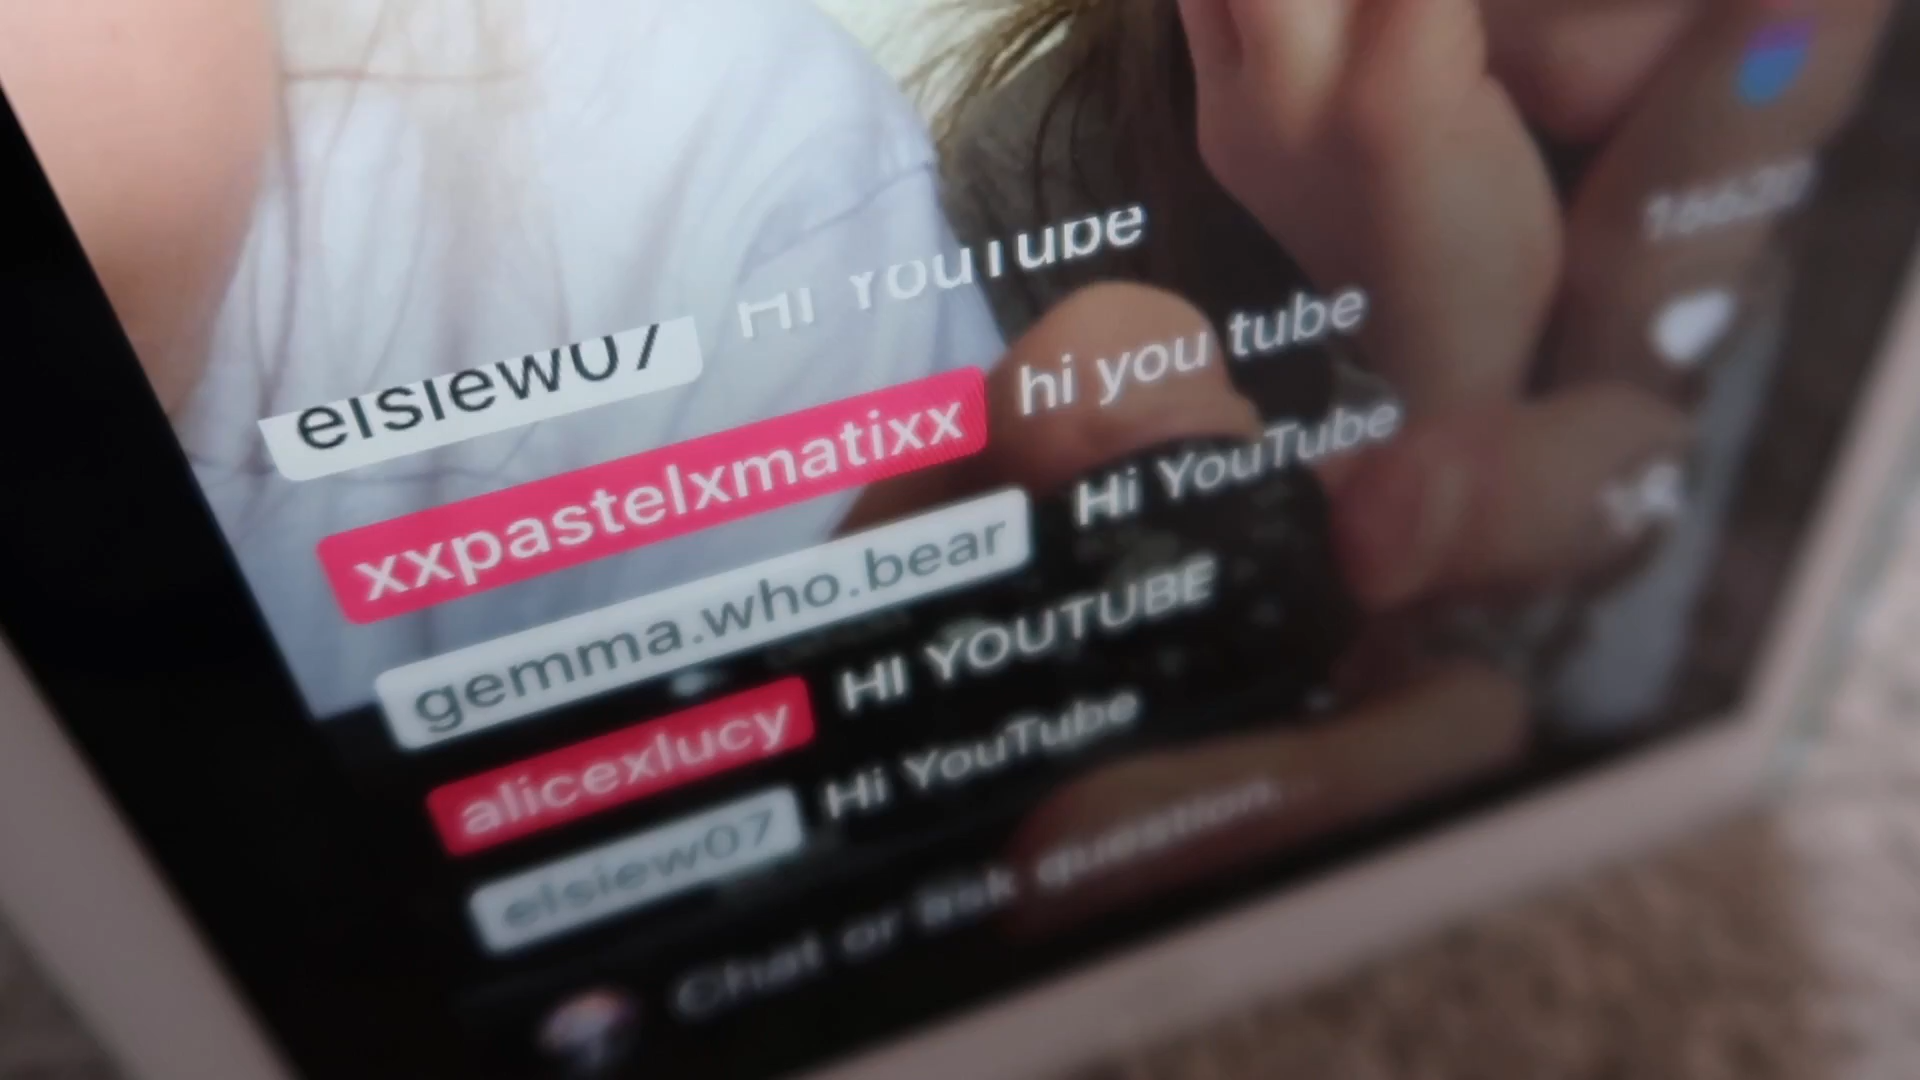 elsiew07 Hi YouTube
xxpastelxmatixx hi you tube
gemma.who.bear Hi YouTube
alicexlucy HI YOUTUBE
elsiew07 Hi YouTube
Chat or ask question...